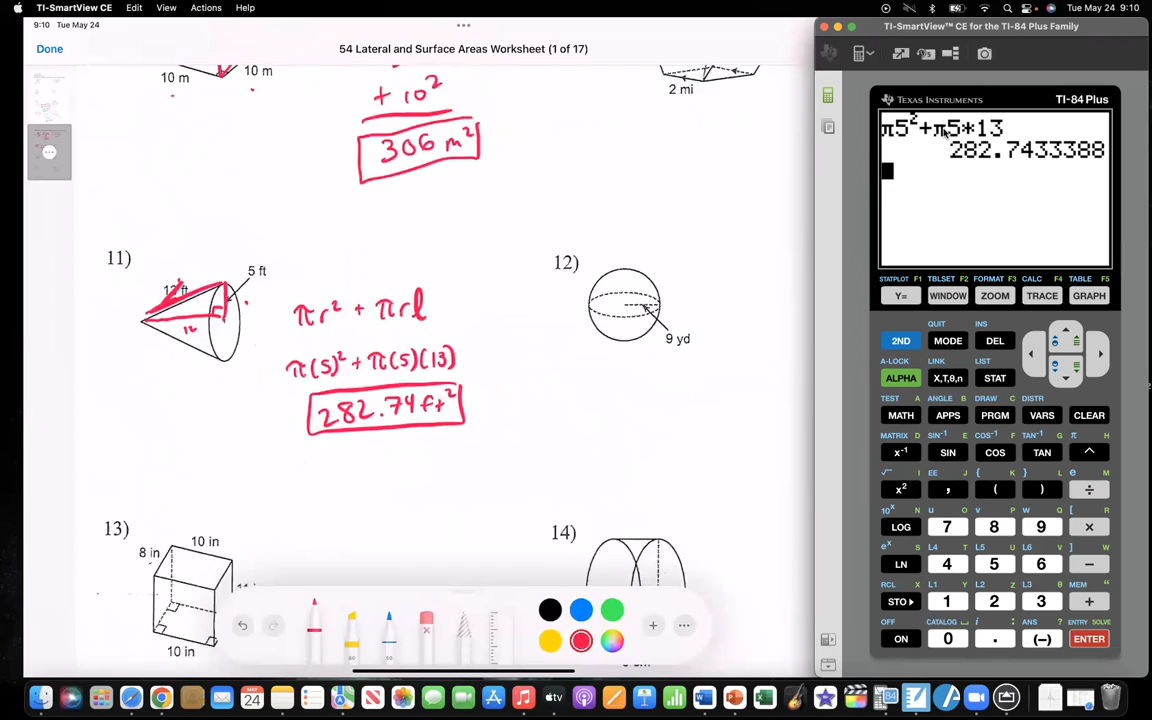 TI-SmartView CE File Edit View Actions Help Tue May 24 9:10
9:10 Tue May 24
Done
54 Lateral and Surface Areas Worksheet (1 of 17)
10 m
10 m
+ 10²
306 m²
2 mi
11)
5 ft
12
πr² + πrl
π(5)² + π(5)(13)
282.74 ft²
12)
9 yd
13)
8 in
10 in
10 in
14)
TI-SmartView™ CE for the TI-84 Plus Family
TEXAS INSTRUMENTS TI-84 Plus
π5²+π5*13
282.7433388
STATPLOT F1 TBLSET F2 FORMAT F3 CALC F4 TABLE F5
Y= WINDOW ZOOM TRACE GRAPH
QUIT INS
2ND MODE DEL
A-LOCK LINK LIST
ALPHA X,T,θ,n STAT
TEST A ANGLE B DRAW C DISTR
MATH APPS PRGM VARS CLEAR
MATRIX D SIN⁻¹ E COS⁻¹ F TAN⁻¹ G π H
x⁻¹ SIN COS TAN ^
√ I EE J { K } L e M
x² , ( ) ÷
10ˣ N u O v P w Q [ R
LOG 7 8 9 ×
eˣ S L4 T L5 U L6 V ] W
LN 4 5 6 −
RCL X L1 Y L2 Z L3 θ MEM "
STO▶ 1 2 3 +
OFF CATALOG i : ANS ? ENTRY SOLVE
ON 0 . (−) ENTER